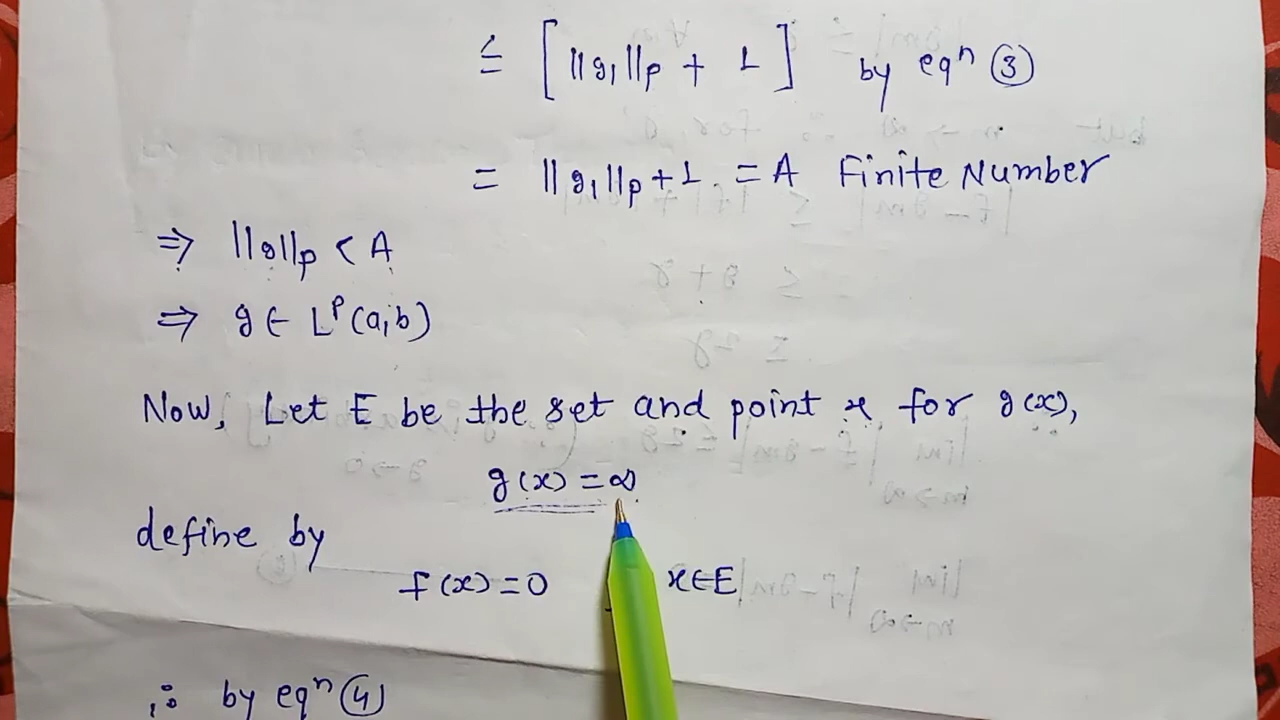 ≤ [ ||g₁||p + 1 ] by eqⁿ ③
= ||g₁||p + 1 = A Finite Number
⇒ ||g||p < A
⇒ g ∈ Lᵖ(a,b)
Now, Let E be the set and point x for g(x),
g(x) = ∞
define by
f(x) = 0 , x∈E
∴ by eqⁿ ④